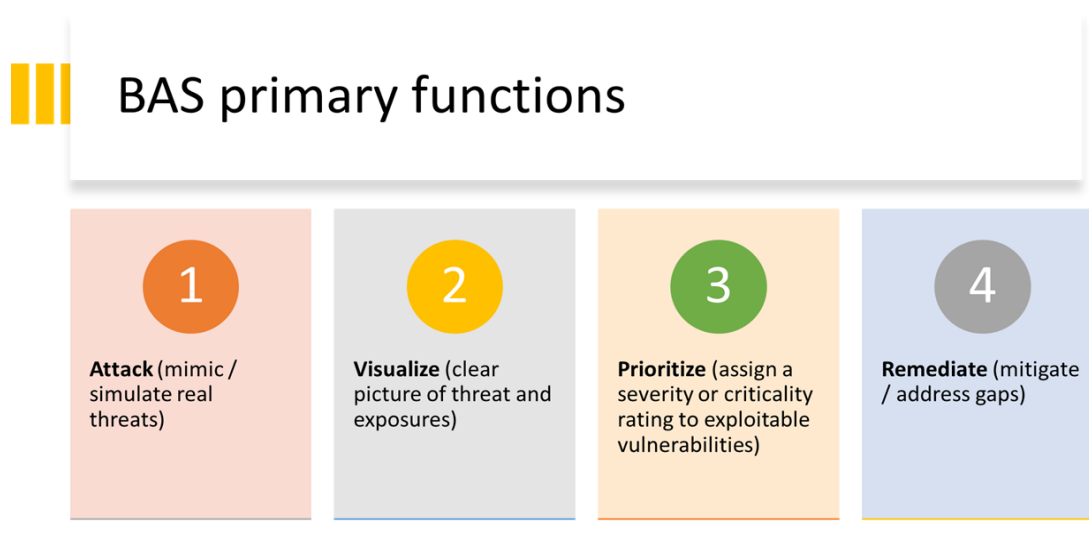 BAS primary functions
1
Attack (mimic /
simulate real
threats)
2
Visualize (clear
picture of threat and
exposures)
3
Prioritize (assign a
severity or criticality
rating to exploitable
vulnerabilities)
4
Remediate (mitigate
/ address gaps)